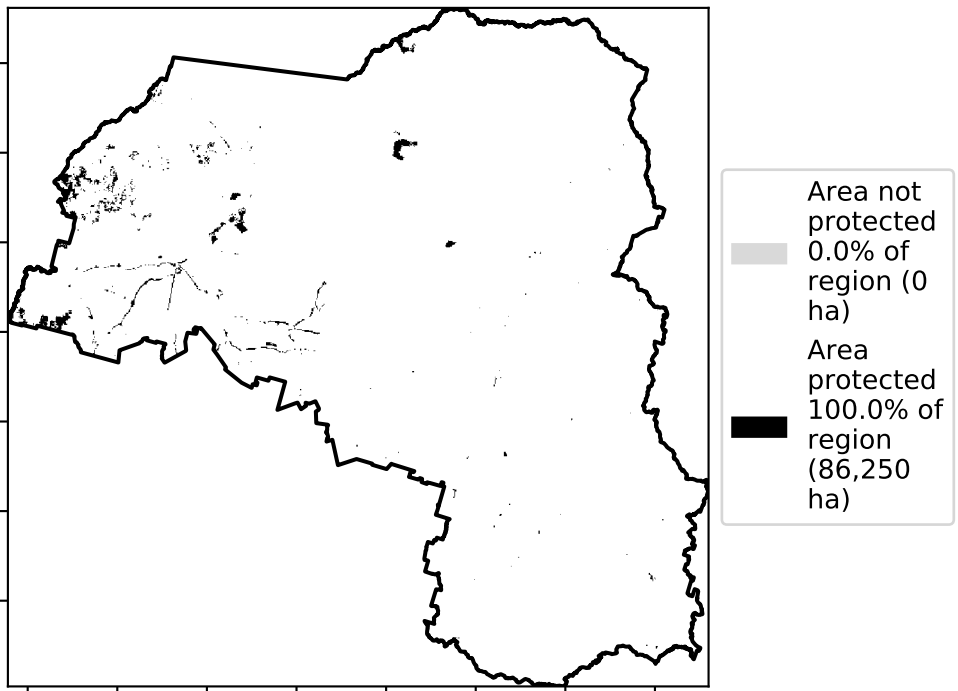 Area not
protected
0.0% of
region (0
ha)
Area
protected
100.0% of
region
(86,250
ha)